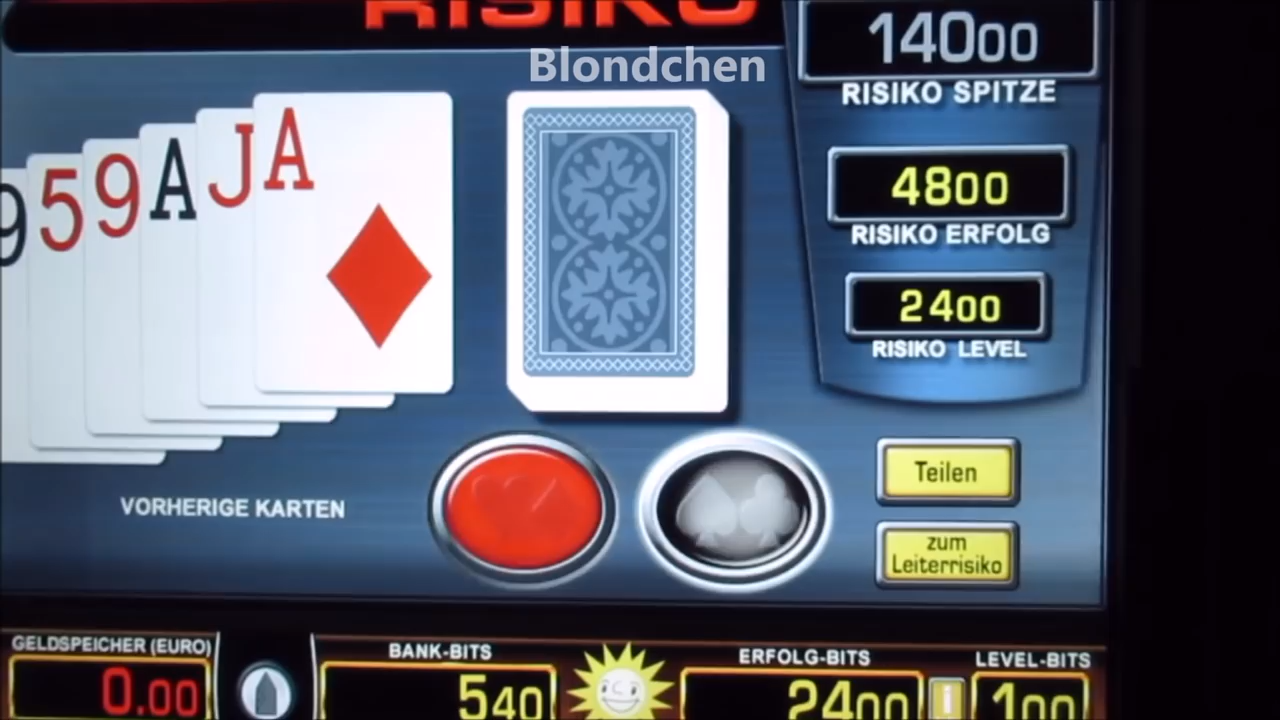 RISIKO
Blondchen
14000
RISIKO SPITZE
4800
RISIKO ERFOLG
2400
RISIKO LEVEL
9
5
9
A
J
A
VORHERIGE KARTEN
Teilen
zum
Leiterrisiko
GELDSPEICHER (EURO)
0.00
BANK-BITS
540
ERFOLG-BITS
2400
i
LEVEL-BITS
100